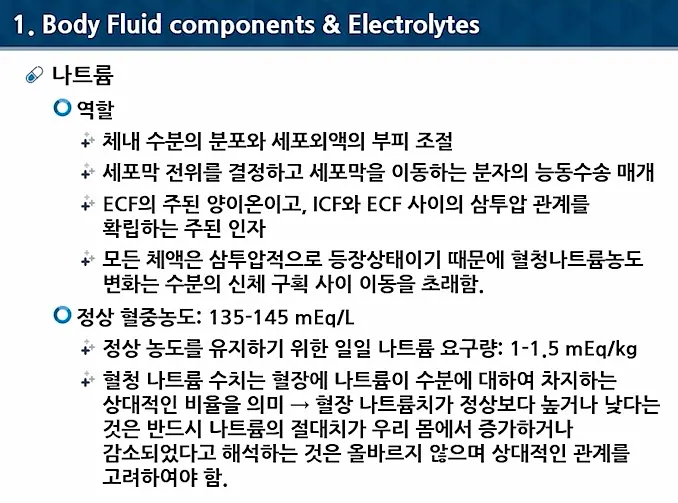 1. Body Fluid components & Electrolytes
나트륨
역할
체내 수분의 분포와 세포외액의 부피 조절
세포막 전위를 결정하고 세포막을 이동하는 분자의 능동수송 매개
ECF의 주된 양이온이고, ICF와 ECF 사이의 삼투압 관계를
확립하는 주된 인자
모든 체액은 삼투압적으로 등장상태이기 때문에 혈청나트륨농도
변화는 수분의 신체 구획 사이 이동을 초래함.
정상 혈중농도: 135-145 mEq/L
정상 농도를 유지하기 위한 일일 나트륨 요구량: 1-1.5 mEq/kg
혈청 나트륨 수치는 혈장에 나트륨이 수분에 대하여 차지하는
상대적인 비율을 의미 → 혈장 나트륨치가 정상보다 높거나 낮다는
것은 반드시 나트륨의 절대치가 우리 몸에서 증가하거나
감소되었다고 해석하는 것은 올바르지 않으며 상대적인 관계를
고려하여야 함.